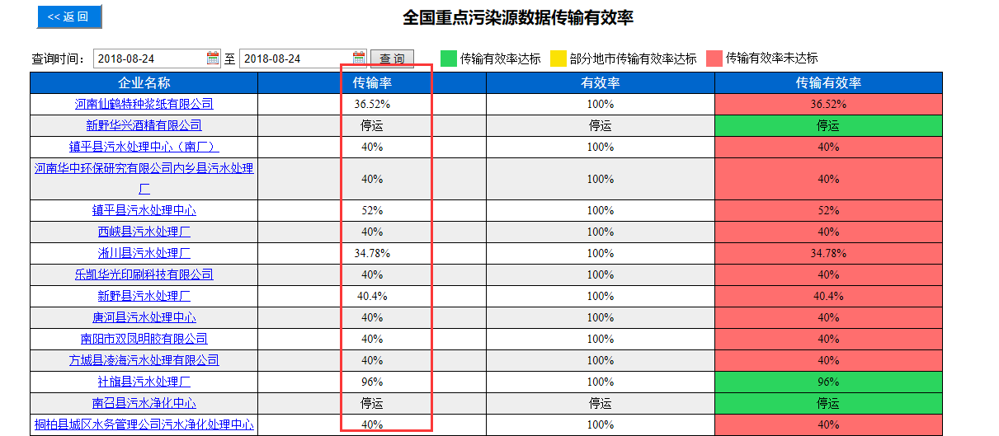 << 返 回
全国重点污染源数据传输有效率
查询时间： 2018-08-24 至 2018-08-24 查 询 传输有效率达标 部分地市传输有效率达标 传输有效率未达标
企业名称 传输率 有效率 传输有效率
河南仙鹤特种浆纸有限公司 36.52% 100% 36.52%
新野华兴酒精有限公司 停运 停运 停运
镇平县污水处理中心（南厂） 40% 100% 40%
河南华中环保研究有限公司内乡县污水处理
厂 40% 100% 40%
镇平县污水处理中心 52% 100% 52%
西峡县污水处理厂 40% 100% 40%
淅川县污水处理厂 34.78% 100% 34.78%
乐凯华光印刷科技有限公司 40% 100% 40%
新野县污水处理厂 40.4% 100% 40.4%
唐河县污水处理中心 40% 100% 40%
南阳市双凤明胶有限公司 40% 100% 40%
方城县凌海污水处理有限公司 40% 100% 40%
社旗县污水处理厂 96% 100% 96%
南召县污水净化中心 停运 停运 停运
桐柏县城区水务管理公司污水净化处理中心 40% 100% 40%